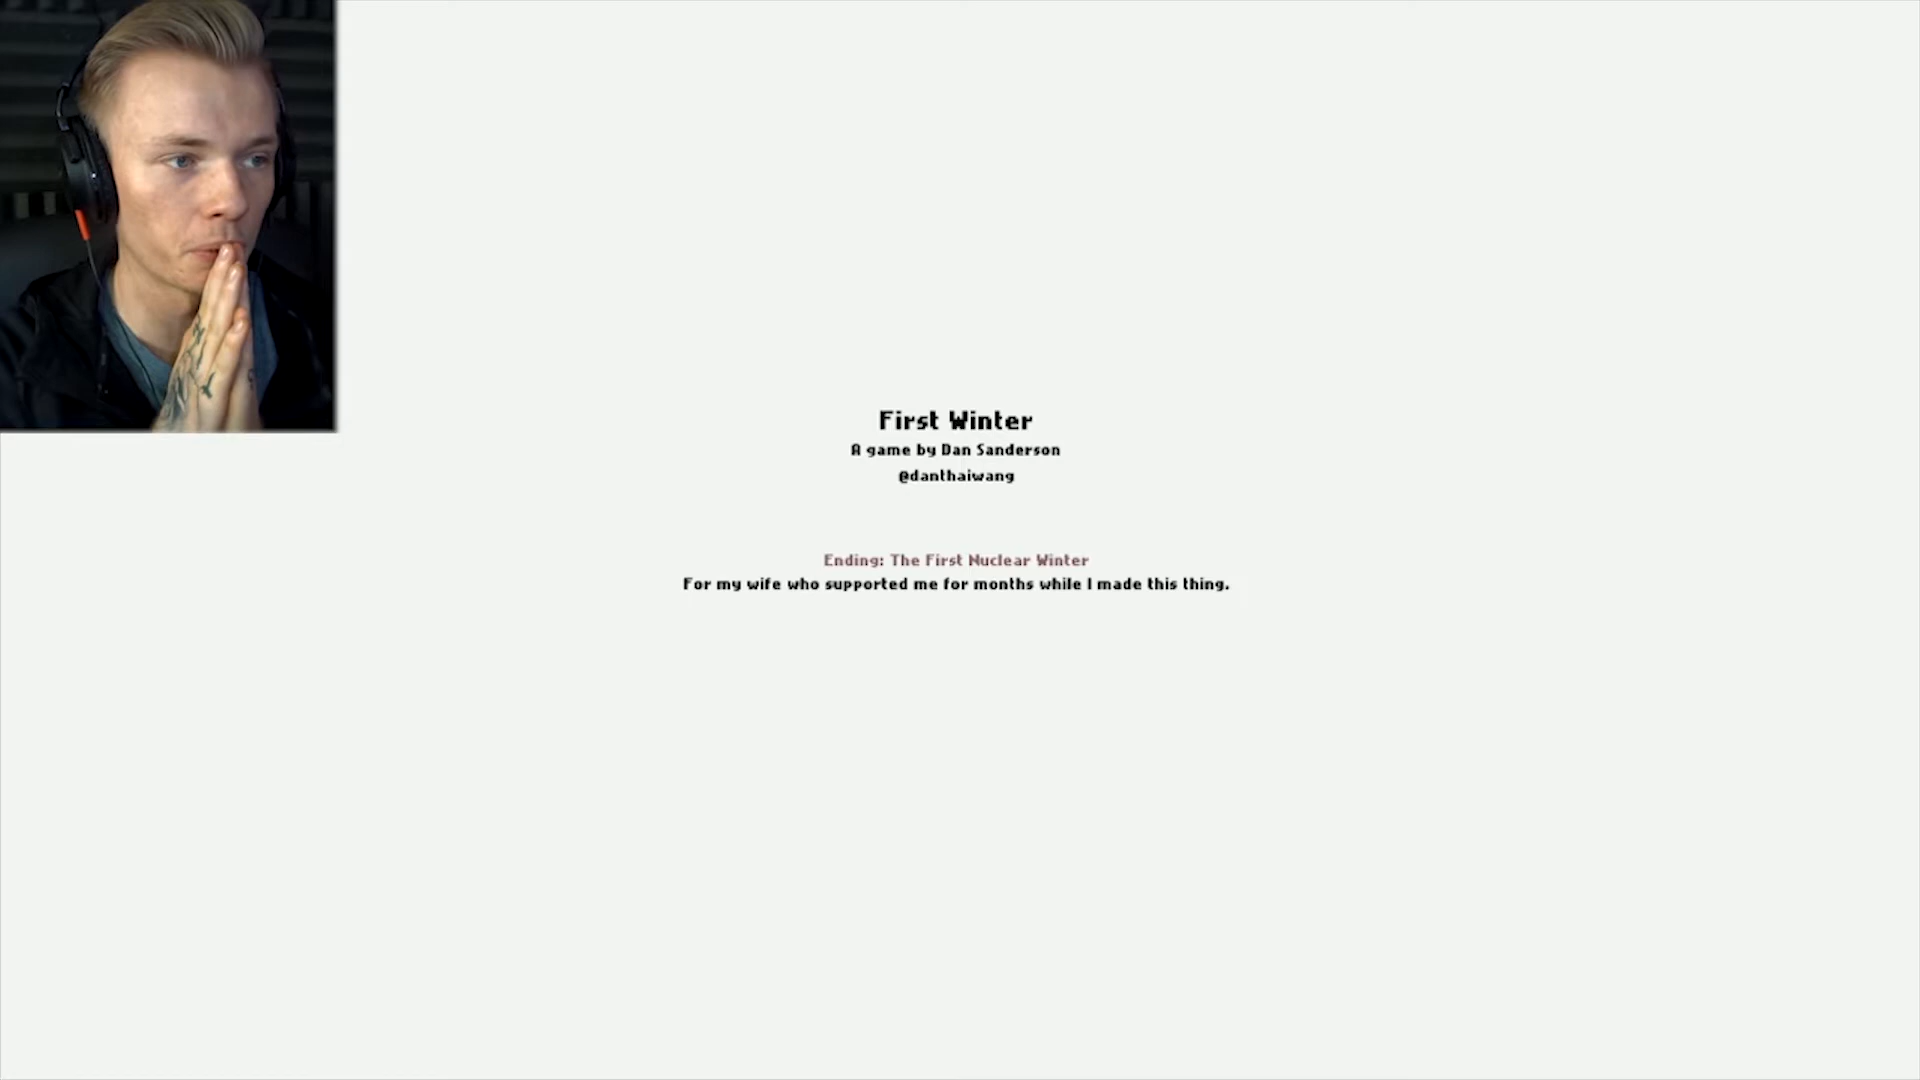 First Winter
A game by Dan Sanderson
@danthaiwang
Ending: The First Nuclear Winter
For my wife who supported me for months while I made this thing.